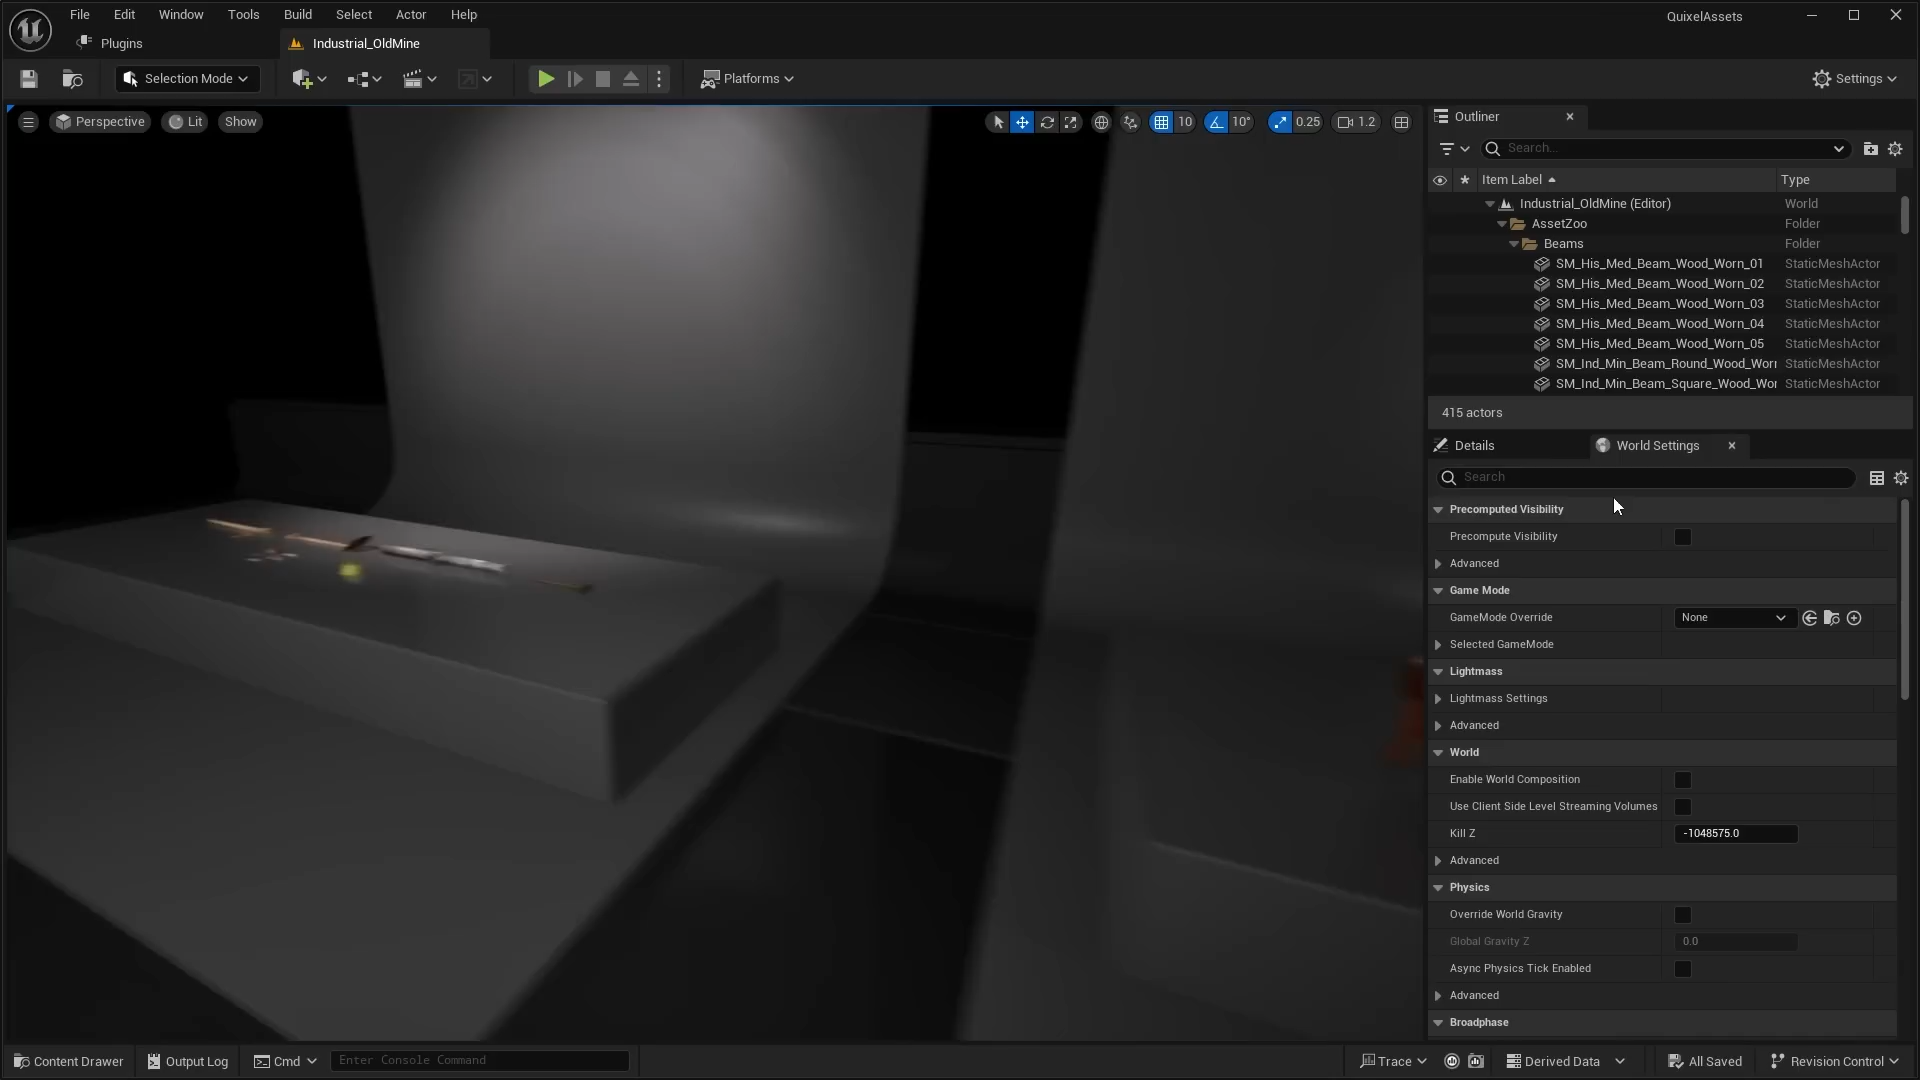 File Edit Window Tools Build Select Actor Help
QuixelAssets
Plugins
Industrial_OldMine
Selection Mode
Platforms
Settings
Perspective Lit Show
10 10° 0.25 1.2
Outliner
Search...
Item Label Type
Industrial_OldMine (Editor) World
AssetZoo Folder
Beams Folder
SM_His_Med_Beam_Wood_Worn_01 StaticMeshActor
SM_His_Med_Beam_Wood_Worn_02 StaticMeshActor
SM_His_Med_Beam_Wood_Worn_03 StaticMeshActor
SM_His_Med_Beam_Wood_Worn_04 StaticMeshActor
SM_His_Med_Beam_Wood_Worn_05 StaticMeshActor
SM_Ind_Min_Beam_Round_Wood_Worn StaticMeshActor
SM_Ind_Min_Beam_Square_Wood_Wor StaticMeshActor
415 actors
Details World Settings
Search
Precomputed Visibility
Precompute Visibility
Advanced
Game Mode
GameMode Override None
Selected GameMode
Lightmass
Lightmass Settings
Advanced
World
Enable World Composition
Use Client Side Level Streaming Volumes
Kill Z -1048575.0
Advanced
Physics
Override World Gravity
Global Gravity Z 0.0
Async Physics Tick Enabled
Advanced
Broadphase
Content Drawer Output Log Cmd Enter Console Command Trace Derived Data All Saved Revision Control